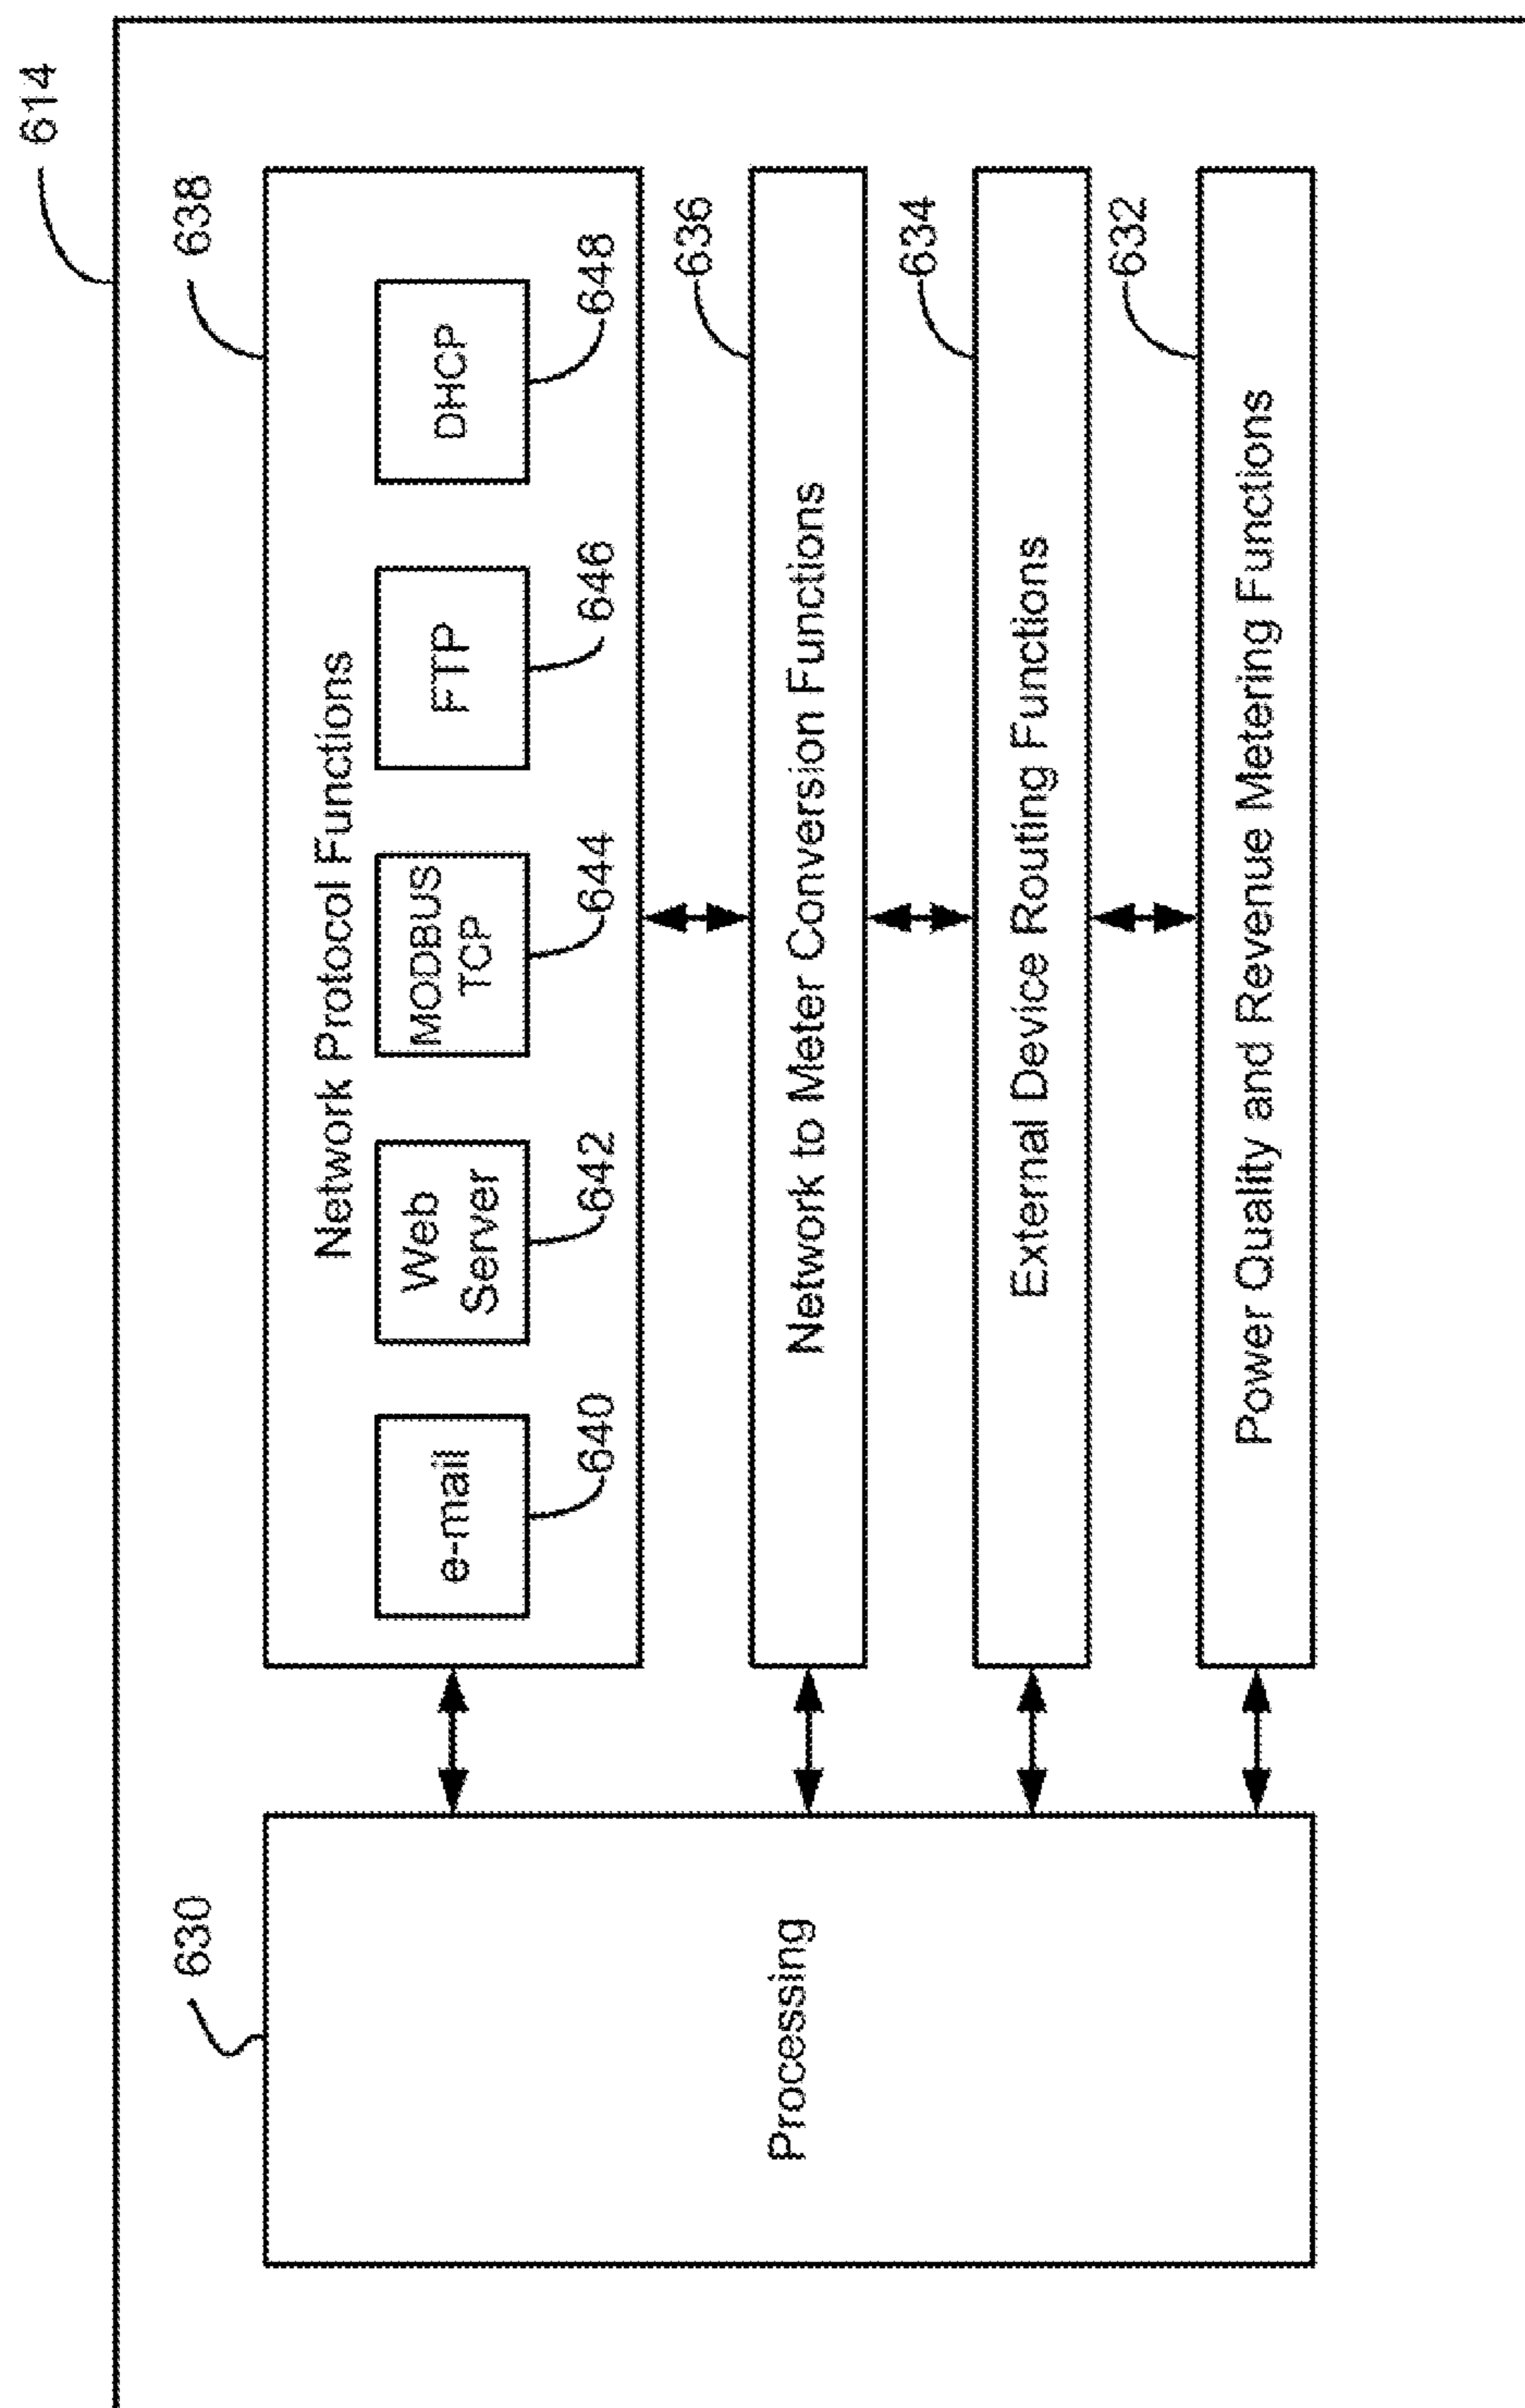 614
638
Network Protocol Functions
e-mail
Web
Server
MODBUS
TCP
FTP
DHCP
640
642
644
646
648
636
Network to Meter Conversion Functions
634
External Device Routing Functions
632
Power Quality and Revenue Metering Functions
630
Processing